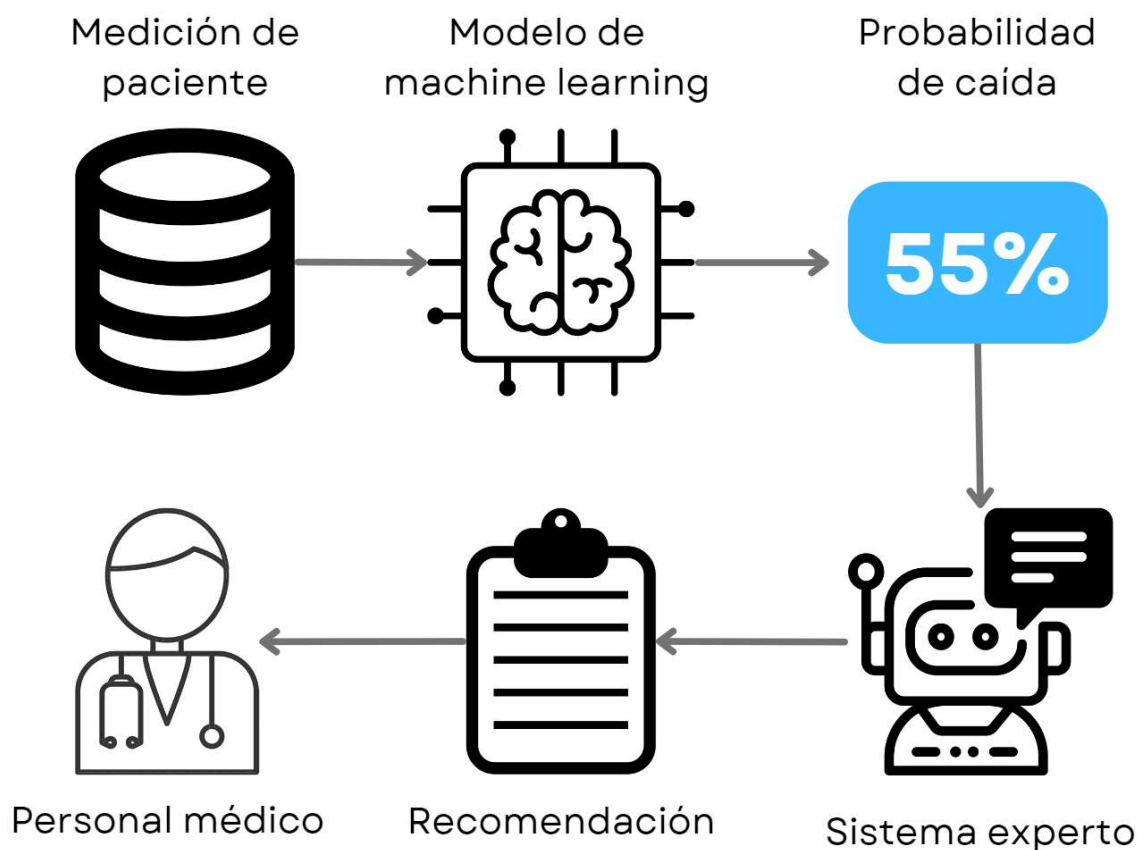 Medición de
paciente
Modelo de
machine learning
Probabilidad
de caída
55%
Personal médico
Recomendación
Sistema experto